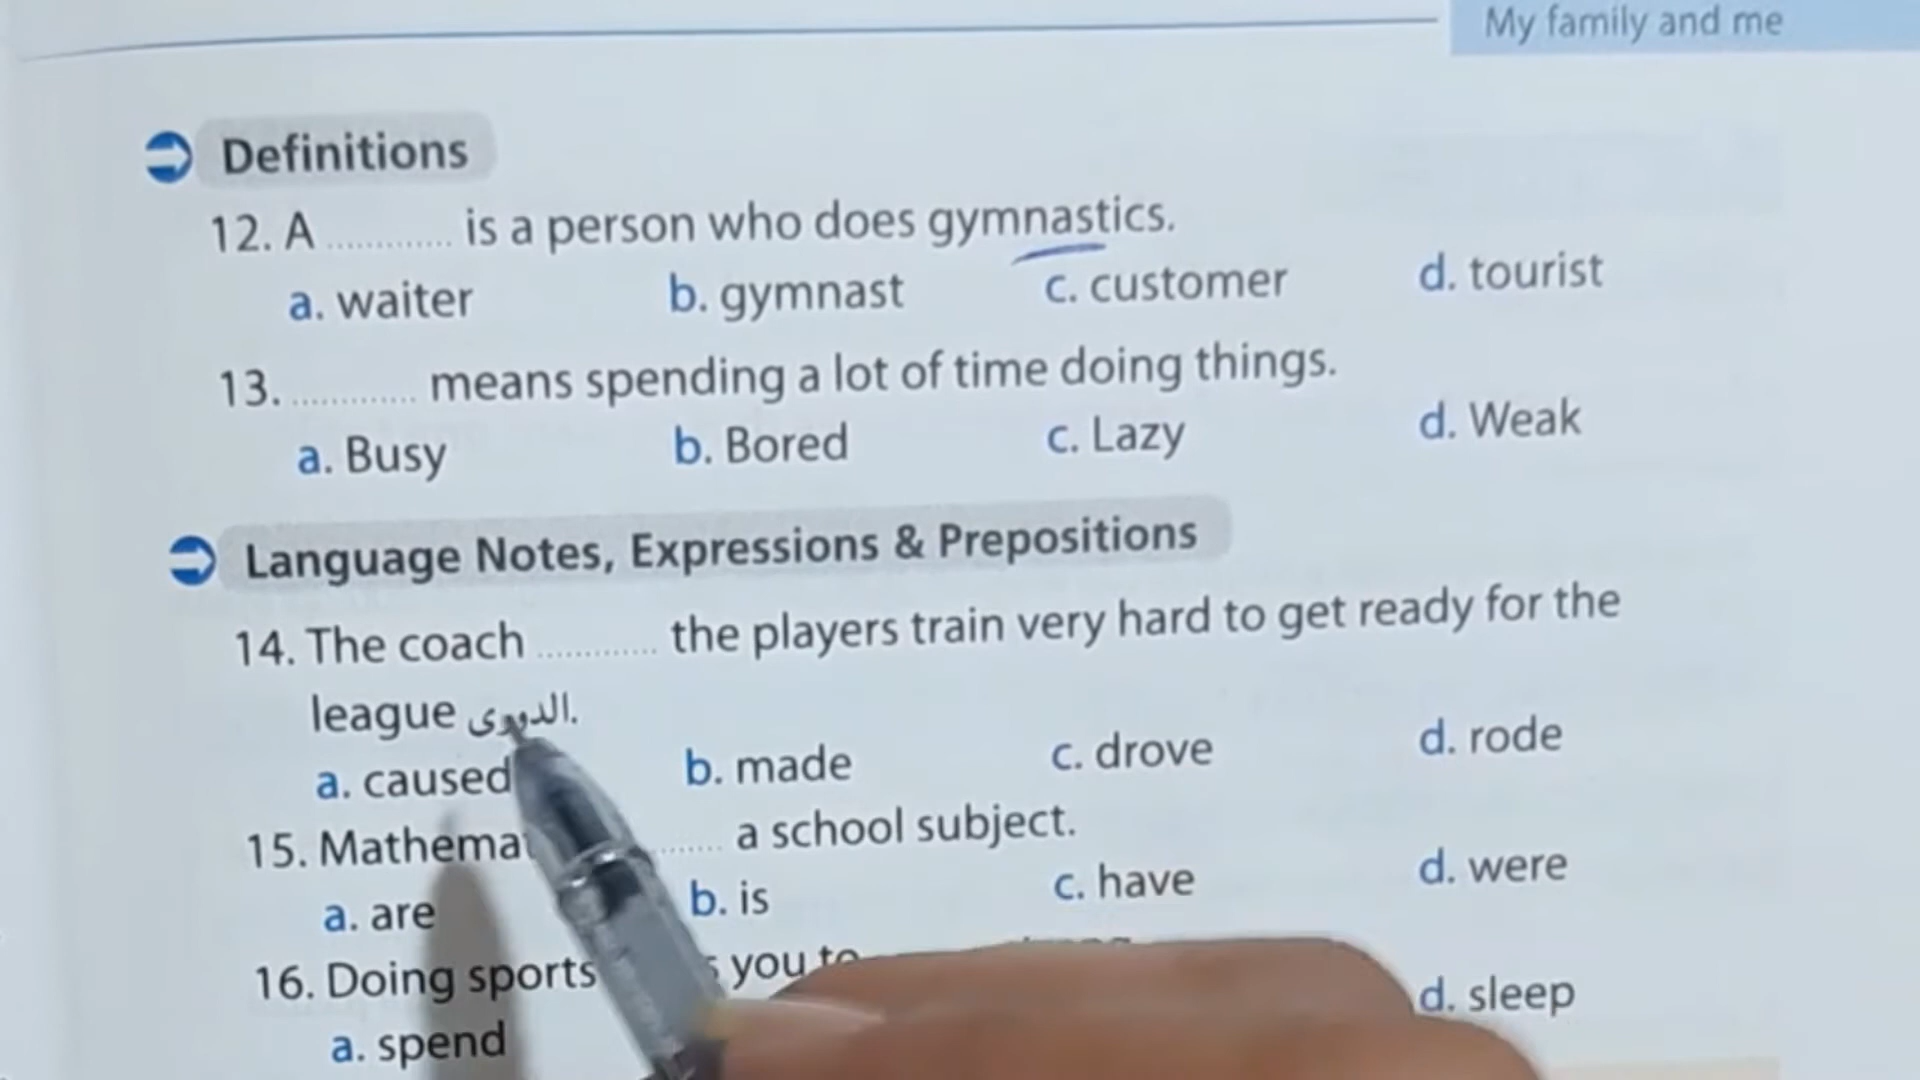 My family and me
Definitions
12. A ............ is a person who does gymnastics.
a. waiter b. gymnast c. customer d. tourist
13. ............ means spending a lot of time doing things.
a. Busy b. Bored c. Lazy d. Weak
Language Notes, Expressions & Prepositions
14. The coach ............ the players train very hard to get ready for the
league الدورى.
a. caused b. made c. drove d. rode
15. ............ a school subject.
a. are b. is c. have d. were
16. Doing sports you to
a. spend d. sleep